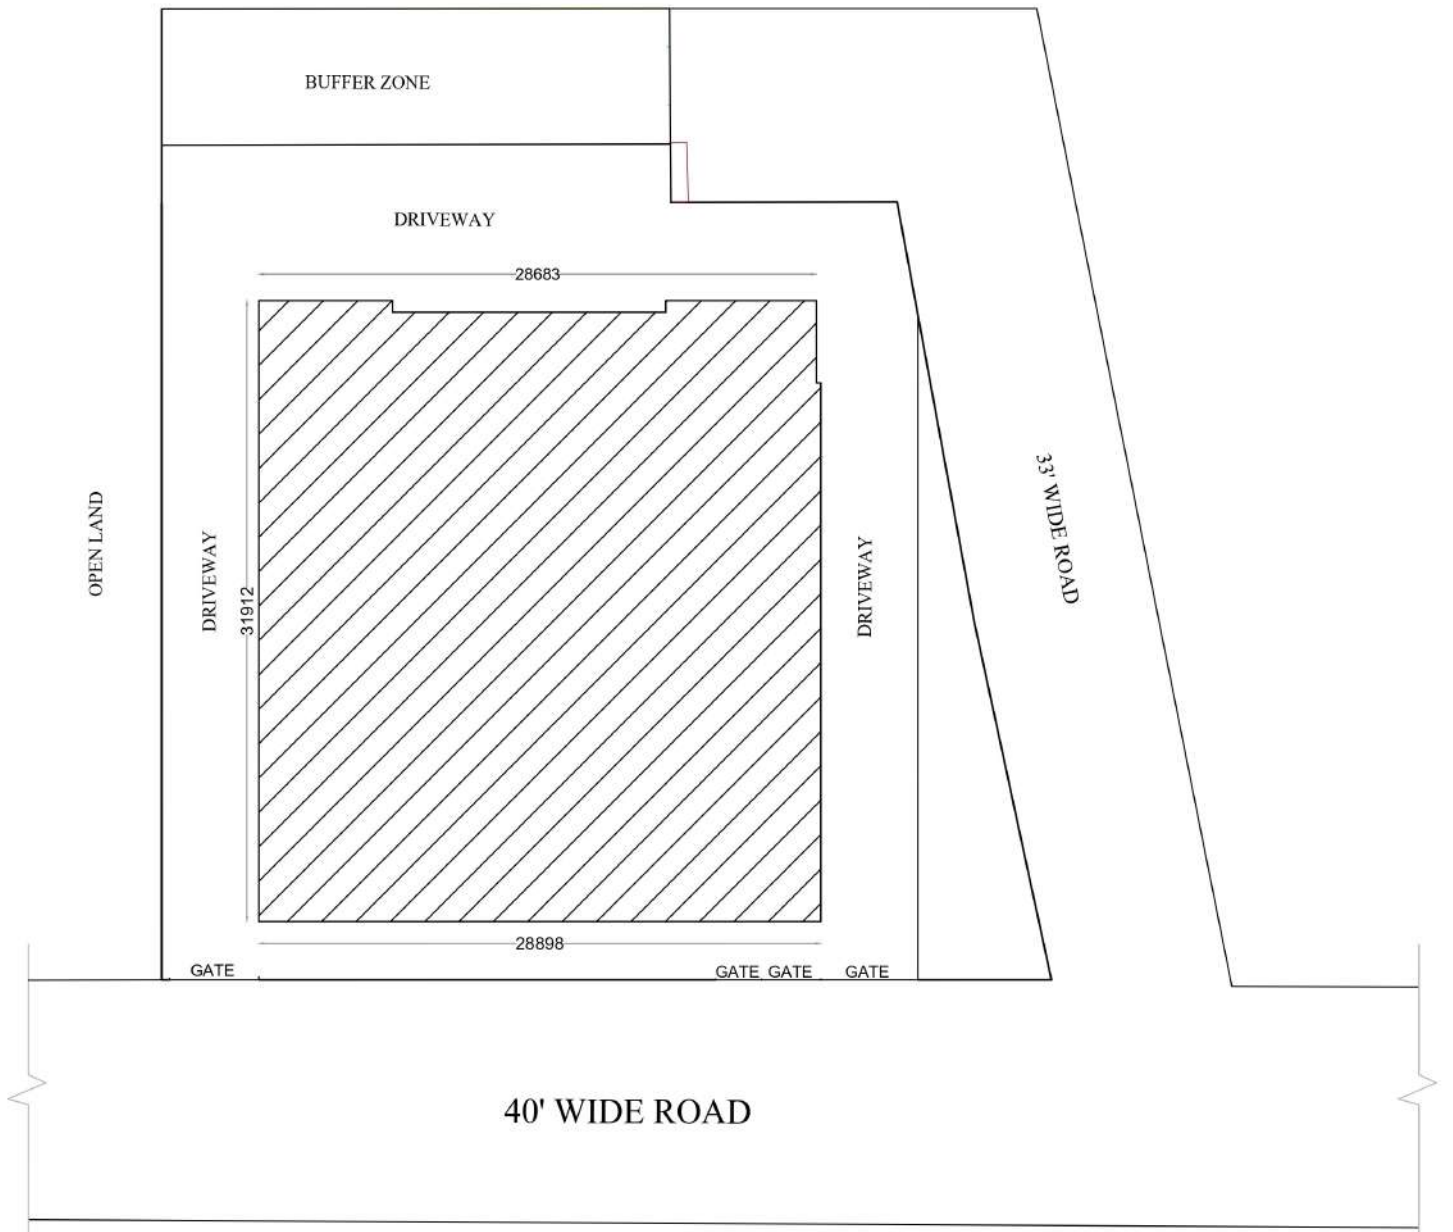 BUFFER ZONE
DRIVEWAY
28683
OPEN LAND
DRIVEWAY
31912
DRIVEWAY
33' WIDE ROAD
28898
GATE
GATE GATE
GATE
40' WIDE ROAD